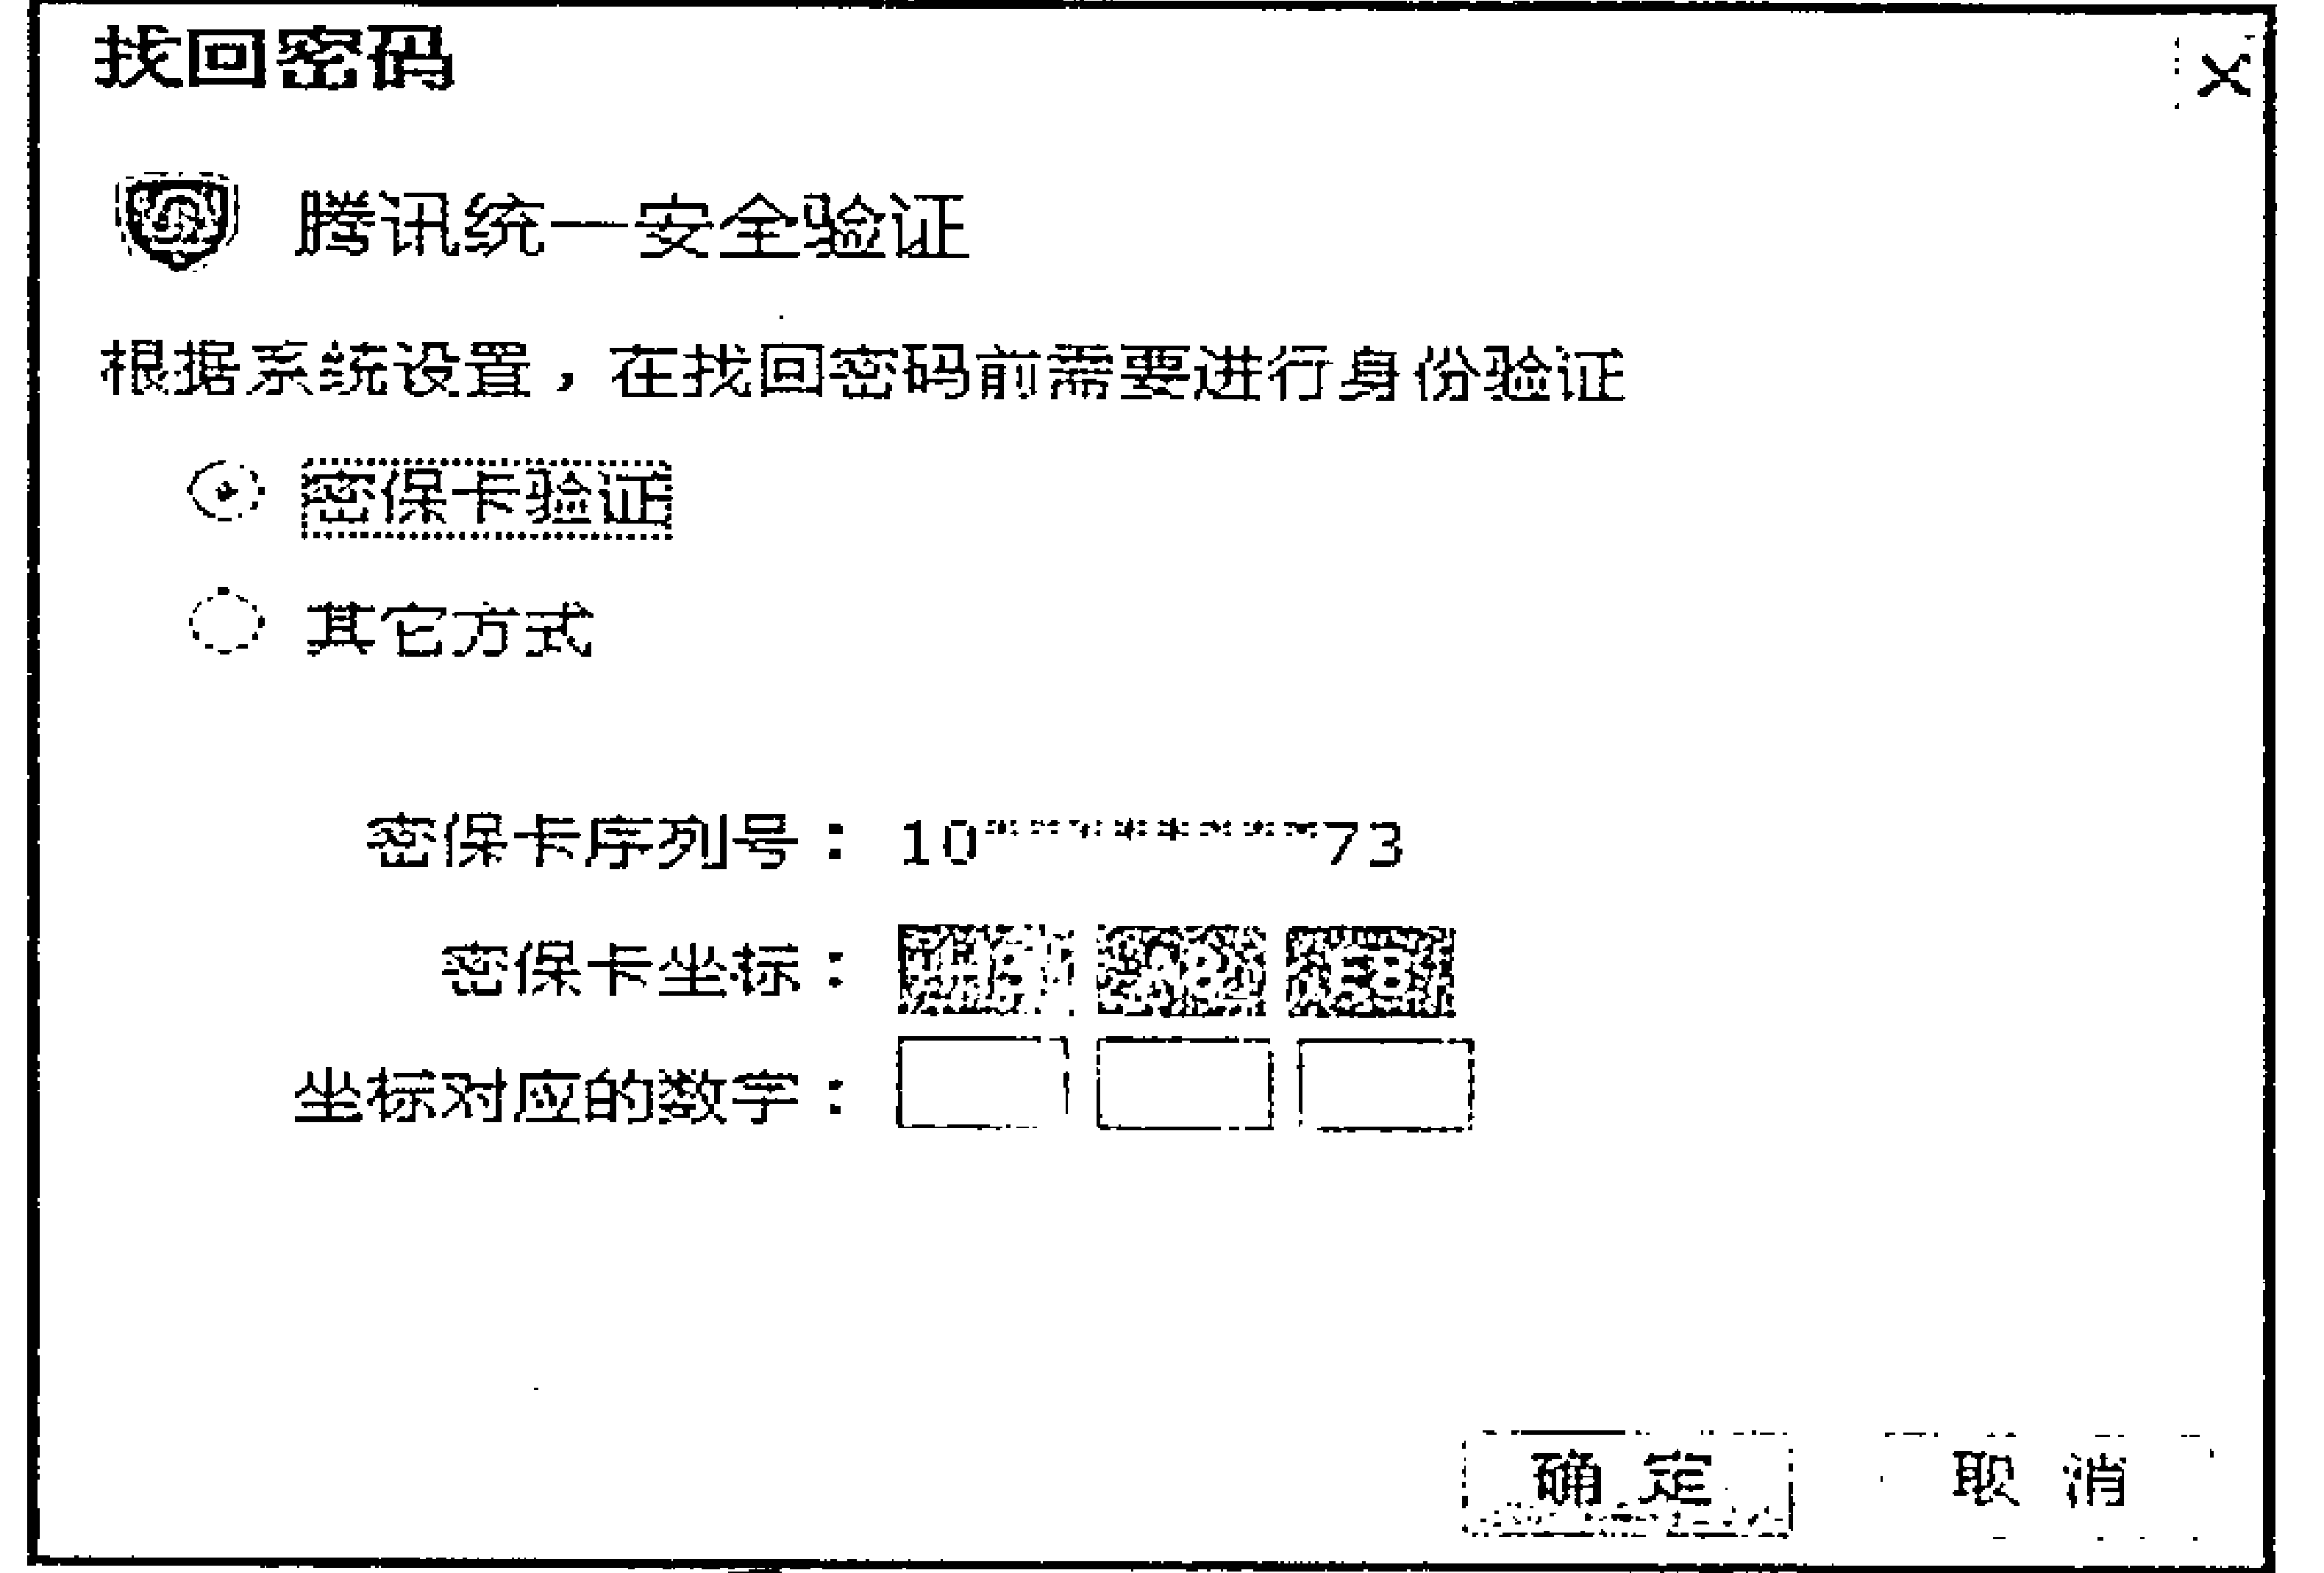 找回密码
腾讯统一安全验证
根据系统设置，在找回密码前需要进行身份验证
密保卡验证
其它方式
密保卡序列号：10**********73
密保卡坐标：
坐标对应的数字：
确 定 取 消